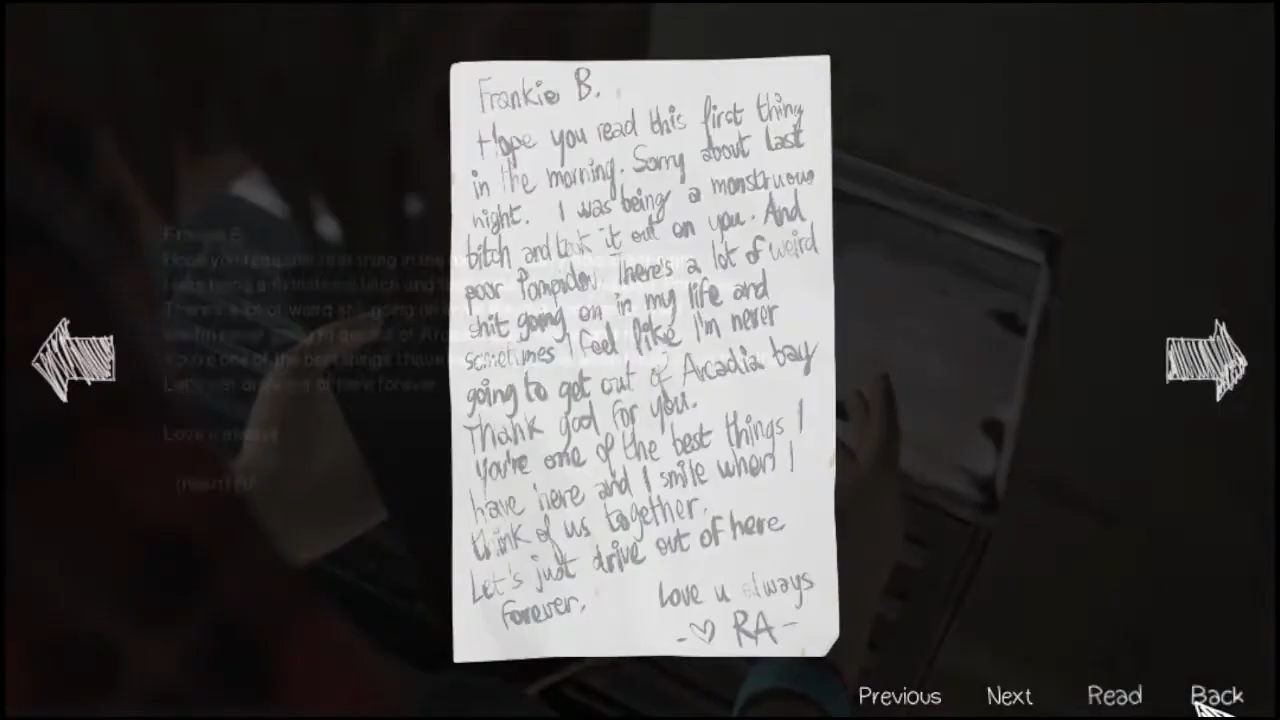 Frankie B.
Hope you read this first thing
in the morning. Sorry about last
night. I was being a monstruous
bitch and took it out on you. And
poor Pompidou. There's a lot of weird
shit going on in my life and
sometimes I feel like I'm never
going to get out of Arcadia bay
Thank god for you.
You're one of the best things I
have here and I smile when I
think of us together.
Let's just drive out of here
forever.
Love u always
-♡ RA-
Previous Next Read Back